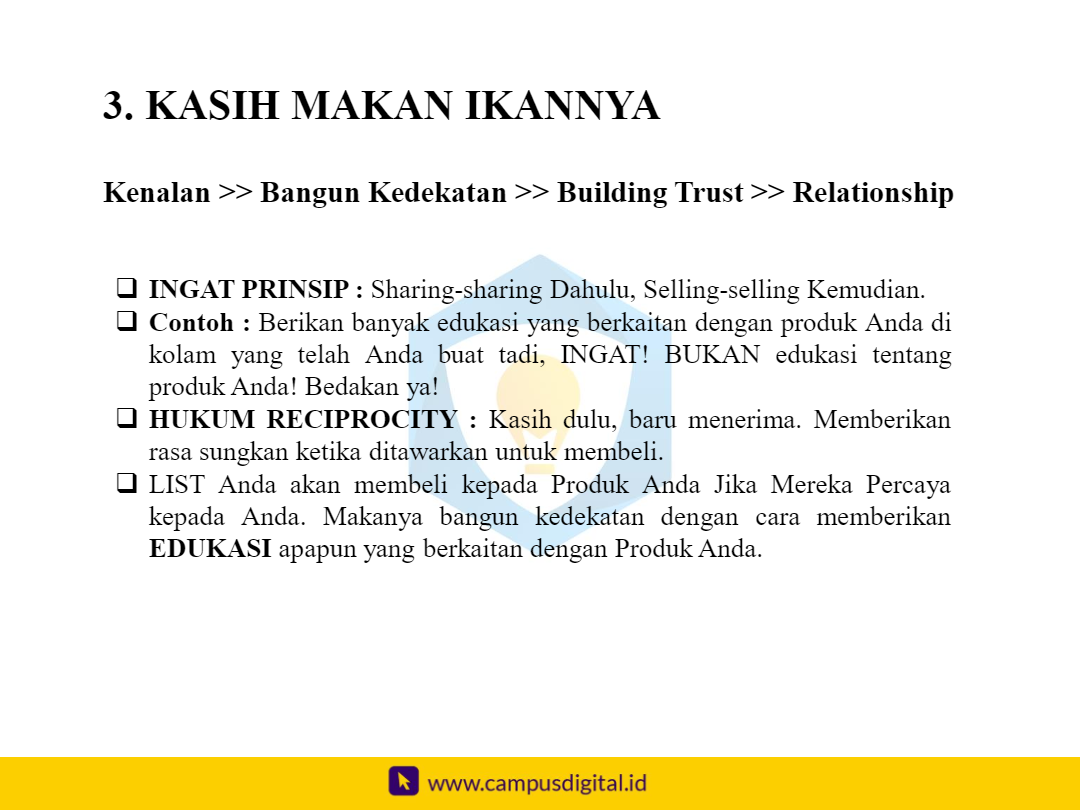 3. KASIH MAKAN IKANNYA
Kenalan >> Bangun Kedekatan >> Building Trust >> Relationship
❑ INGAT PRINSIP : Sharing-sharing Dahulu, Selling-selling Kemudian.
❑ Contoh : Berikan banyak edukasi yang berkaitan dengan produk Anda di
kolam yang telah Anda buat tadi, INGAT! BUKAN edukasi tentang
produk Anda! Bedakan ya!
❑ HUKUM RECIPROCITY : Kasih dulu, baru menerima. Memberikan
rasa sungkan ketika ditawarkan untuk membeli.
❑ LIST Anda akan membeli kepada Produk Anda Jika Mereka Percaya
kepada Anda. Makanya bangun kedekatan dengan cara memberikan
EDUKASI apapun yang berkaitan dengan Produk Anda.
www.campusdigital.id